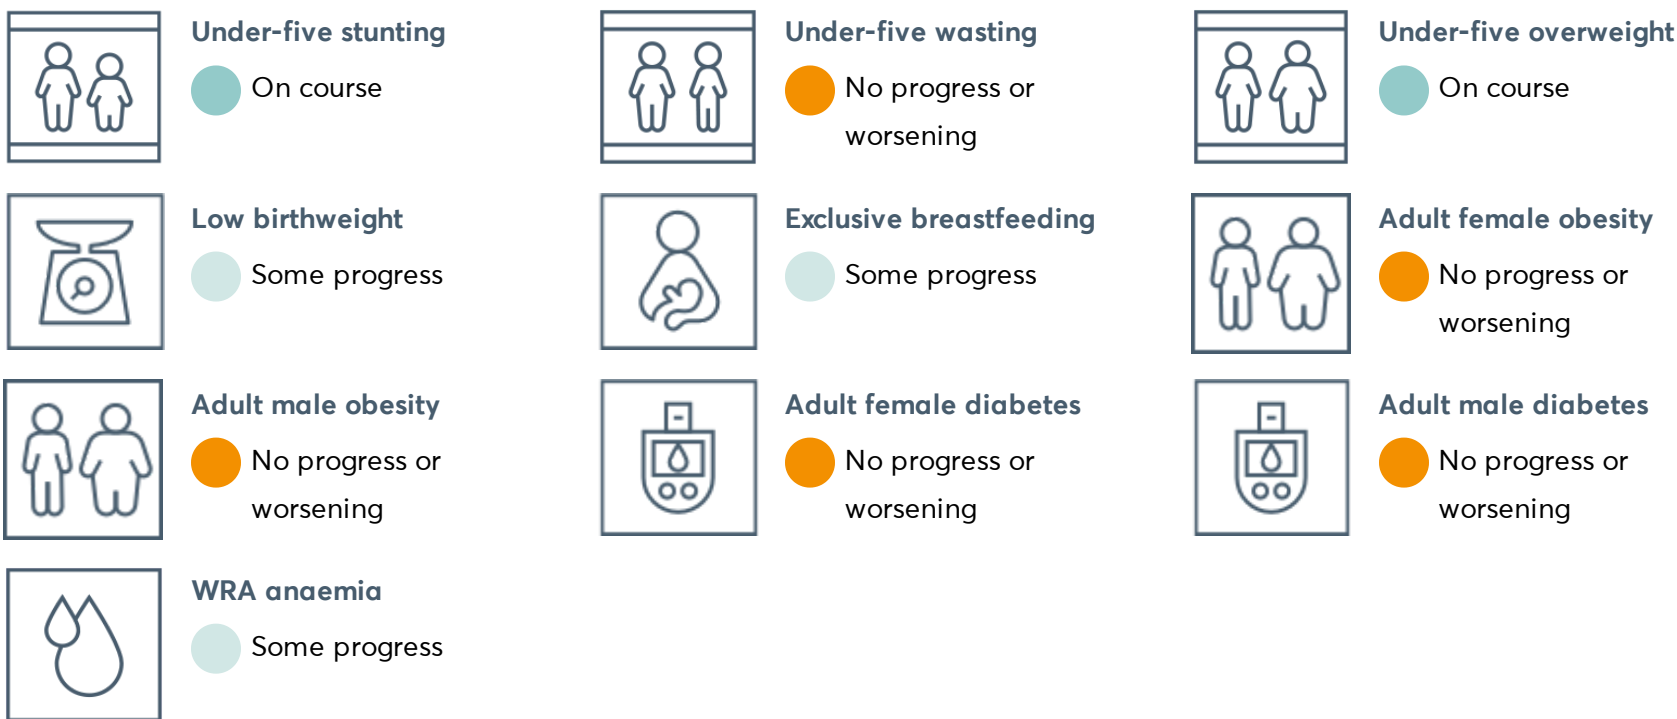 Under-five stunting
On course
Under-five wasting
No progress or
worsening
Under-five overweight
On course
Low birthweight
Some progress
Exclusive breastfeeding
Some progress
Adult female obesity
No progress or
worsening
Adult male obesity
No progress or
worsening
Adult female diabetes
No progress or
worsening
Adult male diabetes
No progress or
worsening
WRA anaemia
Some progress